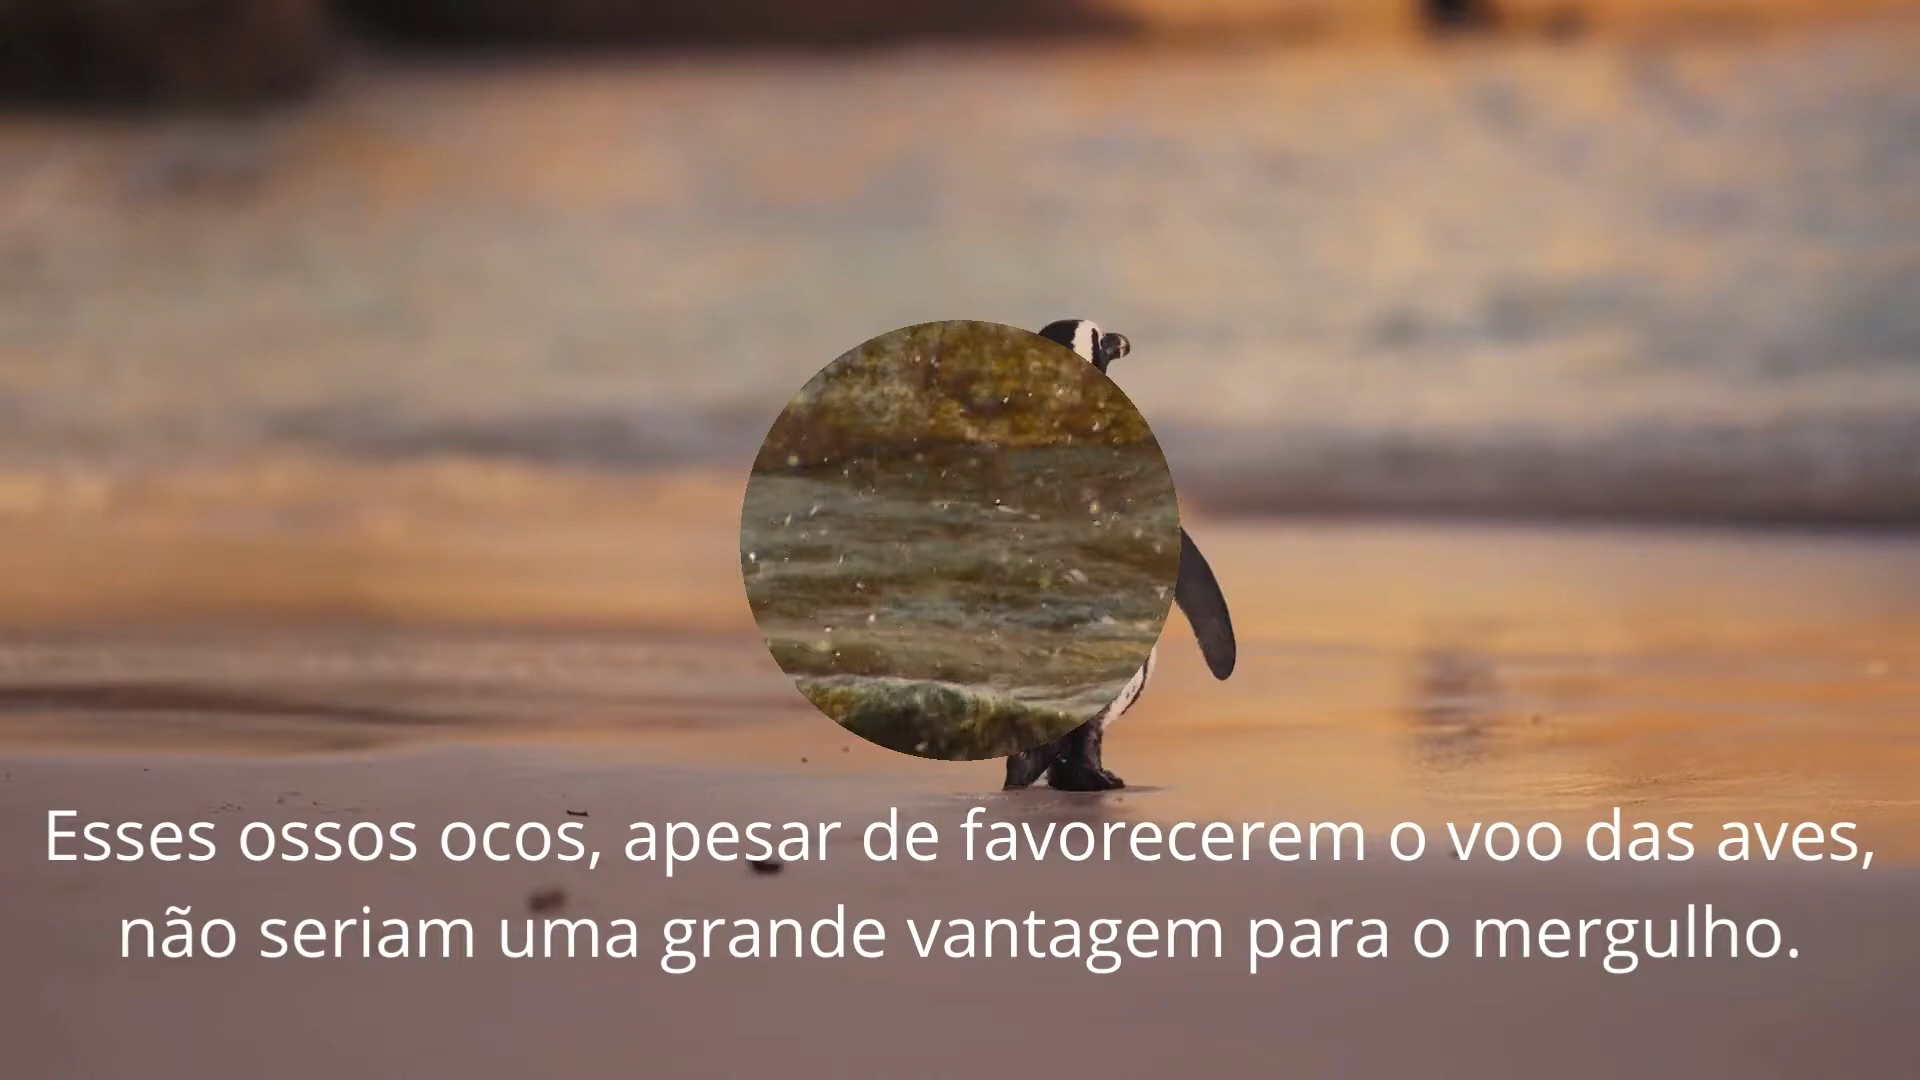 Esses ossos ocos, apesar de favorecerem o voo das aves,
não seriam uma grande vantagem para o mergulho.